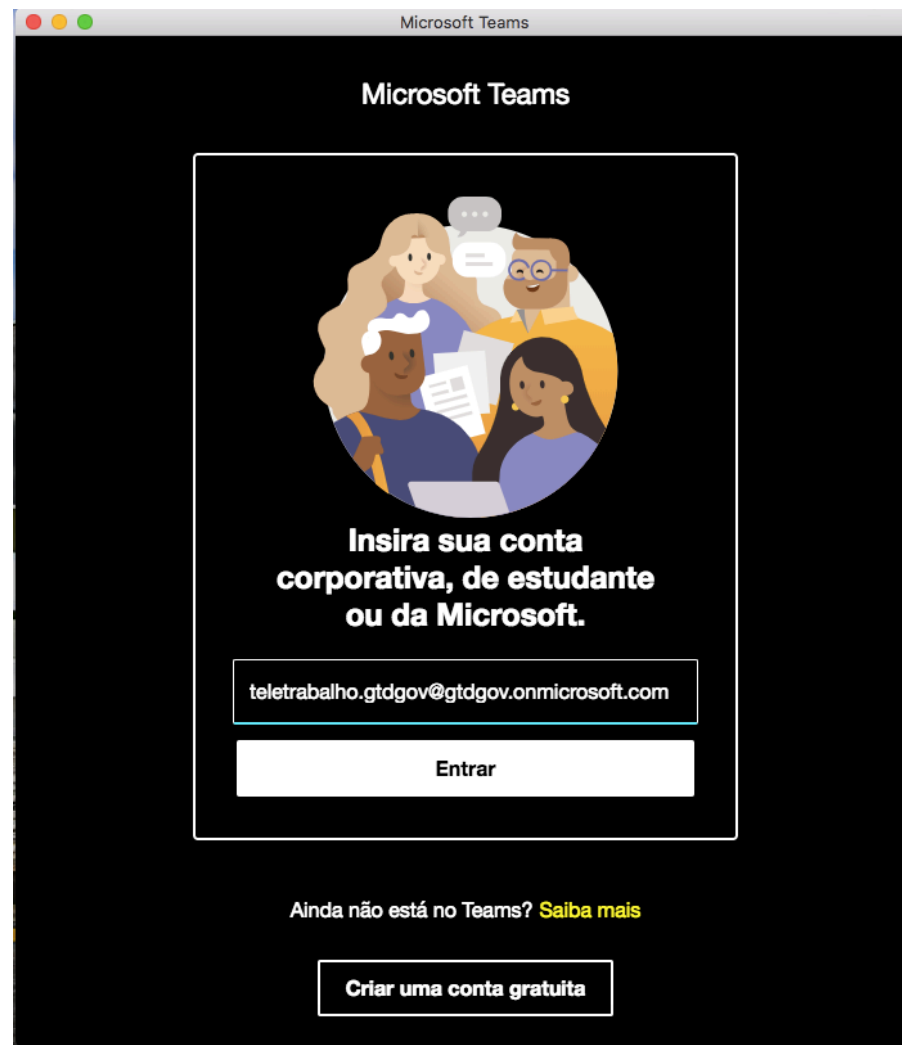 Microsoft Teams
Microsoft Teams
Insira sua conta
corporativa, de estudante
ou da Microsoft.
teletrabalho.gtdgov@gtdgov.onmicrosoft.com
Entrar
Ainda não está no Teams? Saiba mais
Criar uma conta gratuita